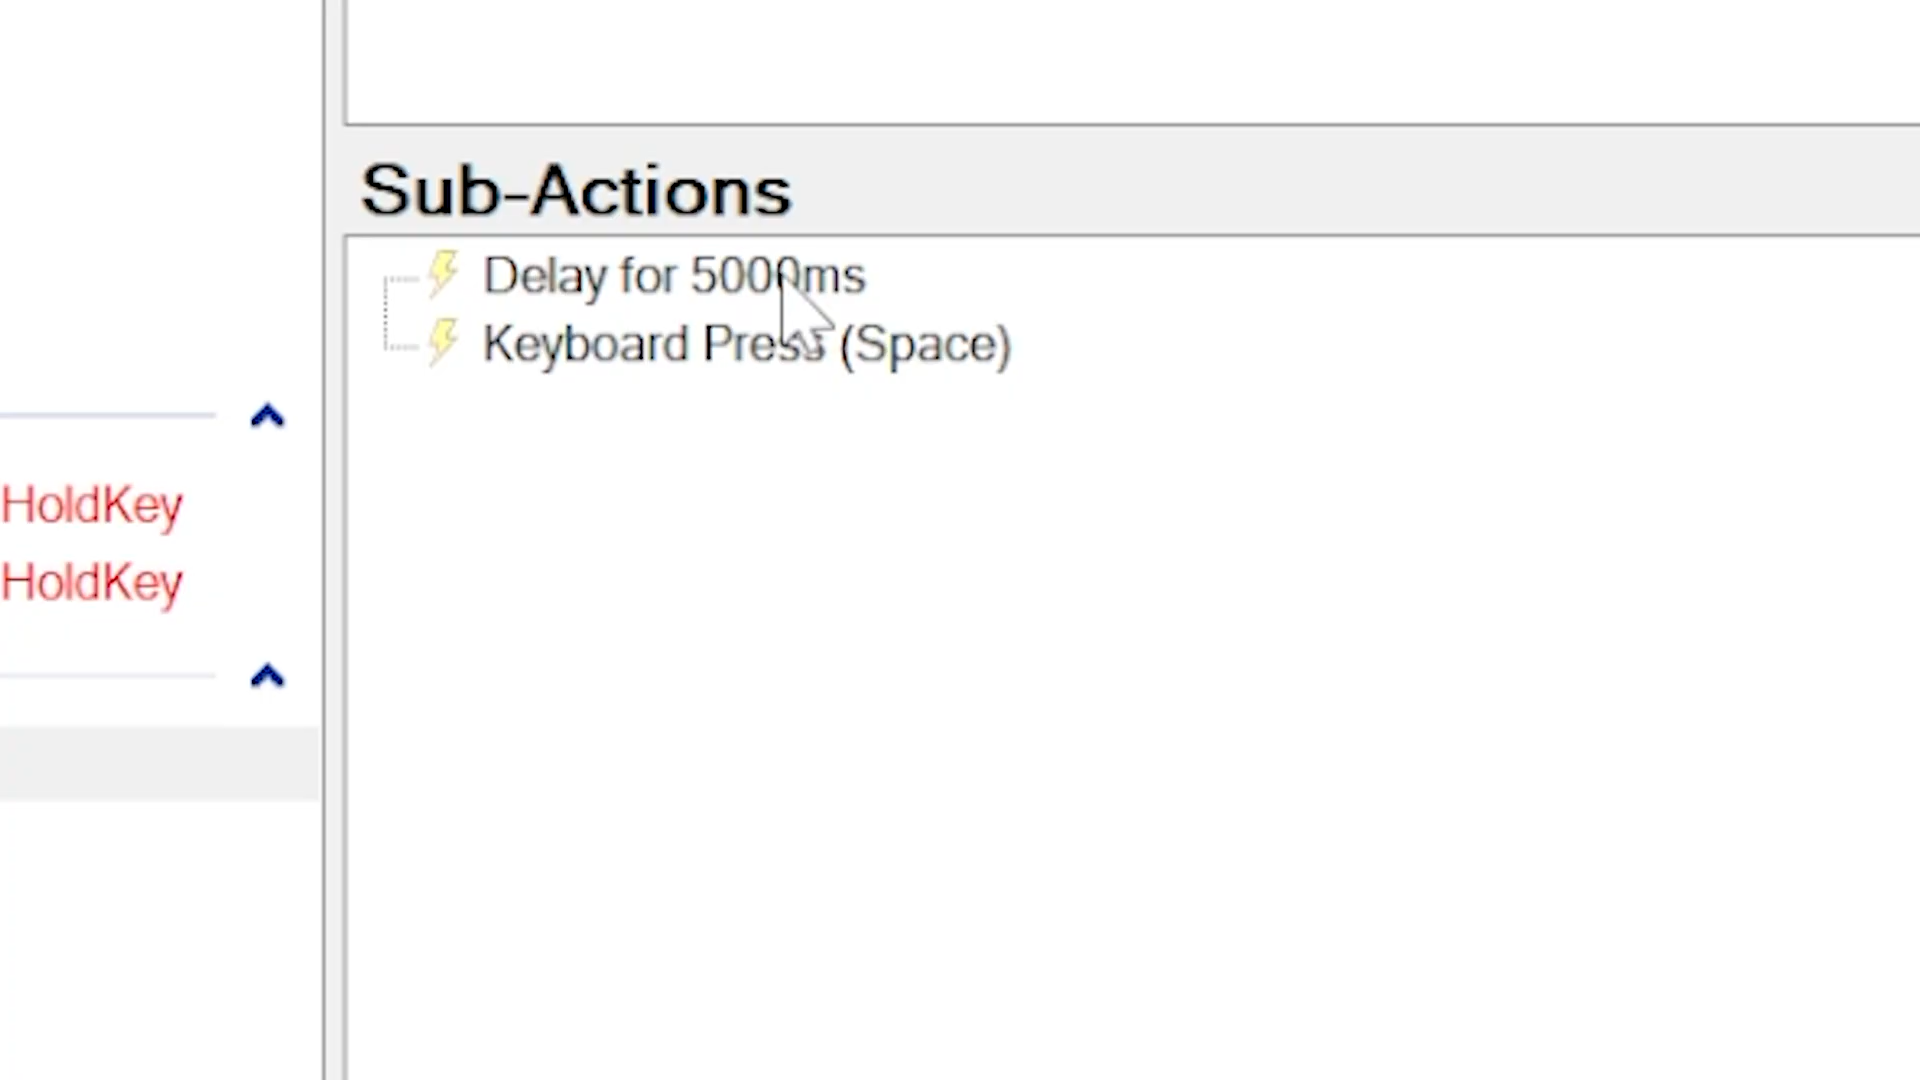 Sub-Actions
Delay for 5000ms
Keyboard Press (Space)
HoldKey
HoldKey